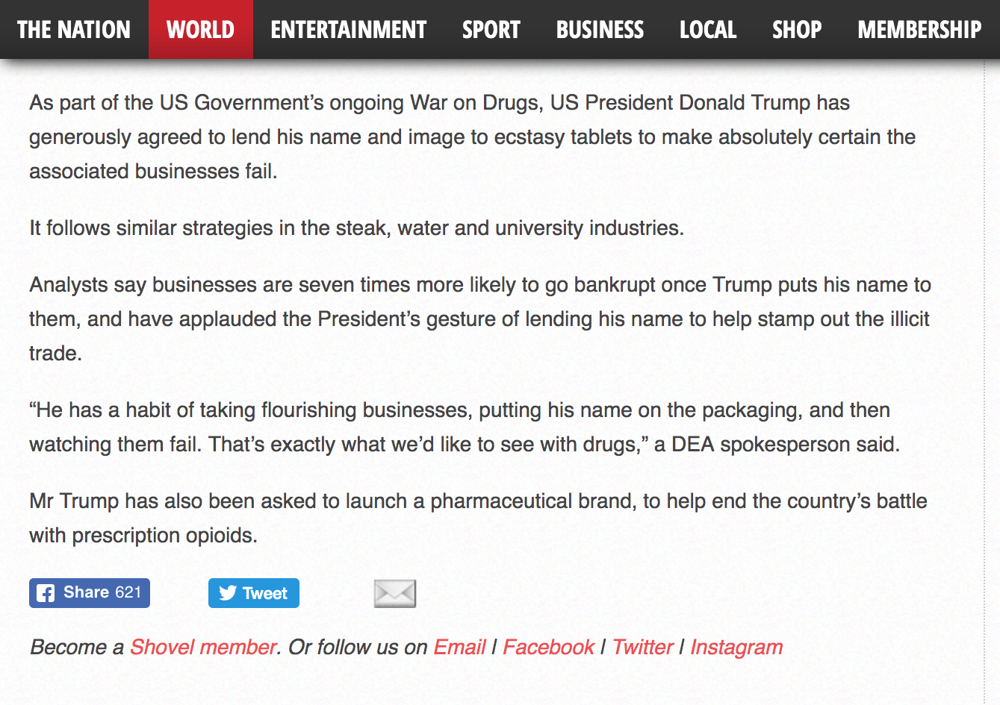 THE NATION WORLD ENTERTAINMENT SPORT BUSINESS LOCAL SHOP MEMBERSHIP
As part of the US Government’s ongoing War on Drugs, US President Donald Trump has
generously agreed to lend his name and image to ecstasy tablets to make absolutely certain the
associated businesses fail.
It follows similar strategies in the steak, water and university industries.
Analysts say businesses are seven times more likely to go bankrupt once Trump puts his name to
them, and have applauded the President’s gesture of lending his name to help stamp out the illicit
trade.
“He has a habit of taking flourishing businesses, putting his name on the packaging, and then
watching them fail. That’s exactly what we’d like to see with drugs,” a DEA spokesperson said.
Mr Trump has also been asked to launch a pharmaceutical brand, to help end the country’s battle
with prescription opioids.
Share 621 Tweet
Become a Shovel member. Or follow us on Email | Facebook | Twitter | Instagram